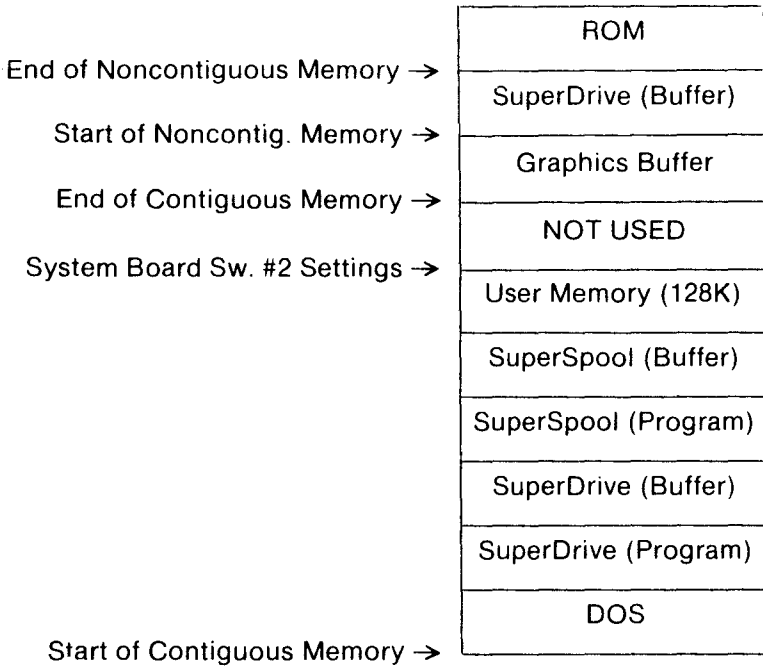 ROM
End of Noncontiguous Memory →
SuperDrive (Buffer)
Start of Noncontig. Memory →
Graphics Buffer
End of Contiguous Memory →
NOT USED
System Board Sw. #2 Settings →
User Memory (128K)
SuperSpool (Buffer)
SuperSpool (Program)
SuperDrive (Buffer)
SuperDrive (Program)
DOS
Start of Contiguous Memory →